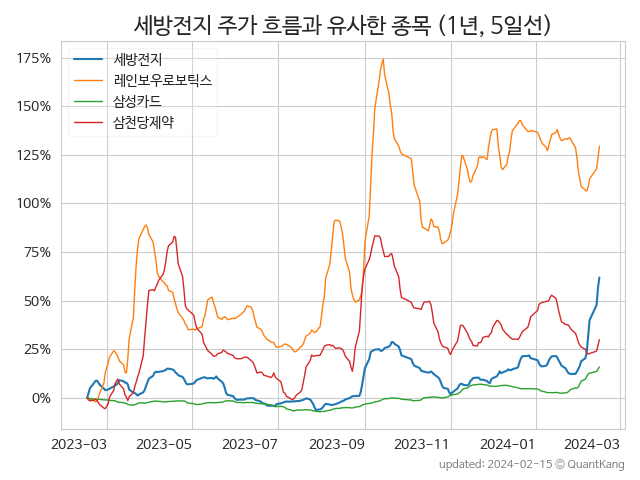 세방전지 주가 흐름과 유사한 종목 (1년, 5일선)
세방전지
레인보우로보틱스
삼성카드
삼천당제약
175%
150%
125%
100%
75%
50%
25%
0%
2023-03 2023-05 2023-07 2023-09 2023-11 2024-01 2024-03
updated: 2024-02-15 © QuantKang